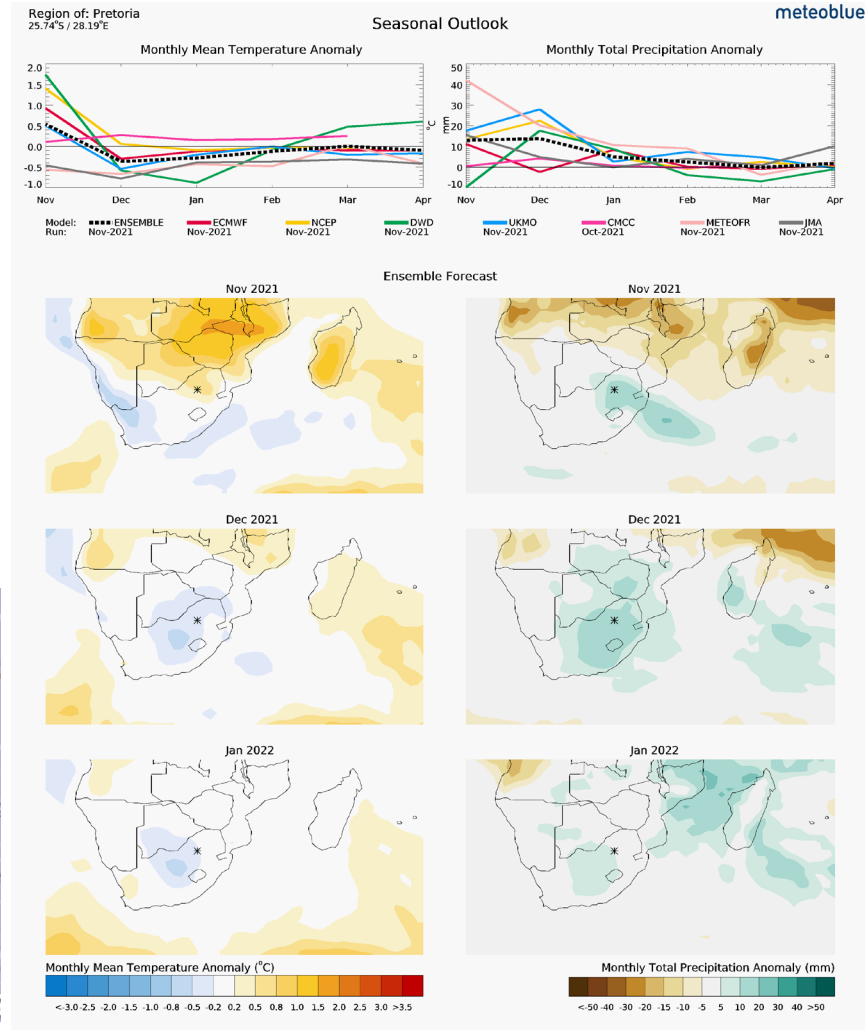 Region of: Pretoria
25.74°S / 28.19°E
meteoblue
Seasonal Outlook
Monthly Mean Temperature Anomaly
2.0
1.5
1.0
0.5
0.0
-0.5
-1.0
°C
Nov Dec Jan Feb Mar Apr
Monthly Total Precipitation Anomaly
50
40
30
20
10
0
-10
mm
Nov Dec Jan Feb Mar Apr
Model: ENSEMBLE ECMWF NCEP DWD UKMO CMCC METEOFR JMA
Run: Nov-2021 Nov-2021 Nov-2021 Nov-2021 Nov-2021 Oct-2021 Nov-2021 Nov-2021
Ensemble Forecast
Nov 2021 Nov 2021
Dec 2021 Dec 2021
Jan 2022 Jan 2022
Monthly Mean Temperature Anomaly (°C)
<-3.0 -2.5 -2.0 -1.5 -1.0 -0.8 -0.5 -0.2 0.2 0.5 0.8 1.0 1.5 2.0 2.5 3.0 >3.5
Monthly Total Precipitation Anomaly (mm)
<-50 -40 -30 -20 -15 -10 -5 5 10 20 30 40 >50